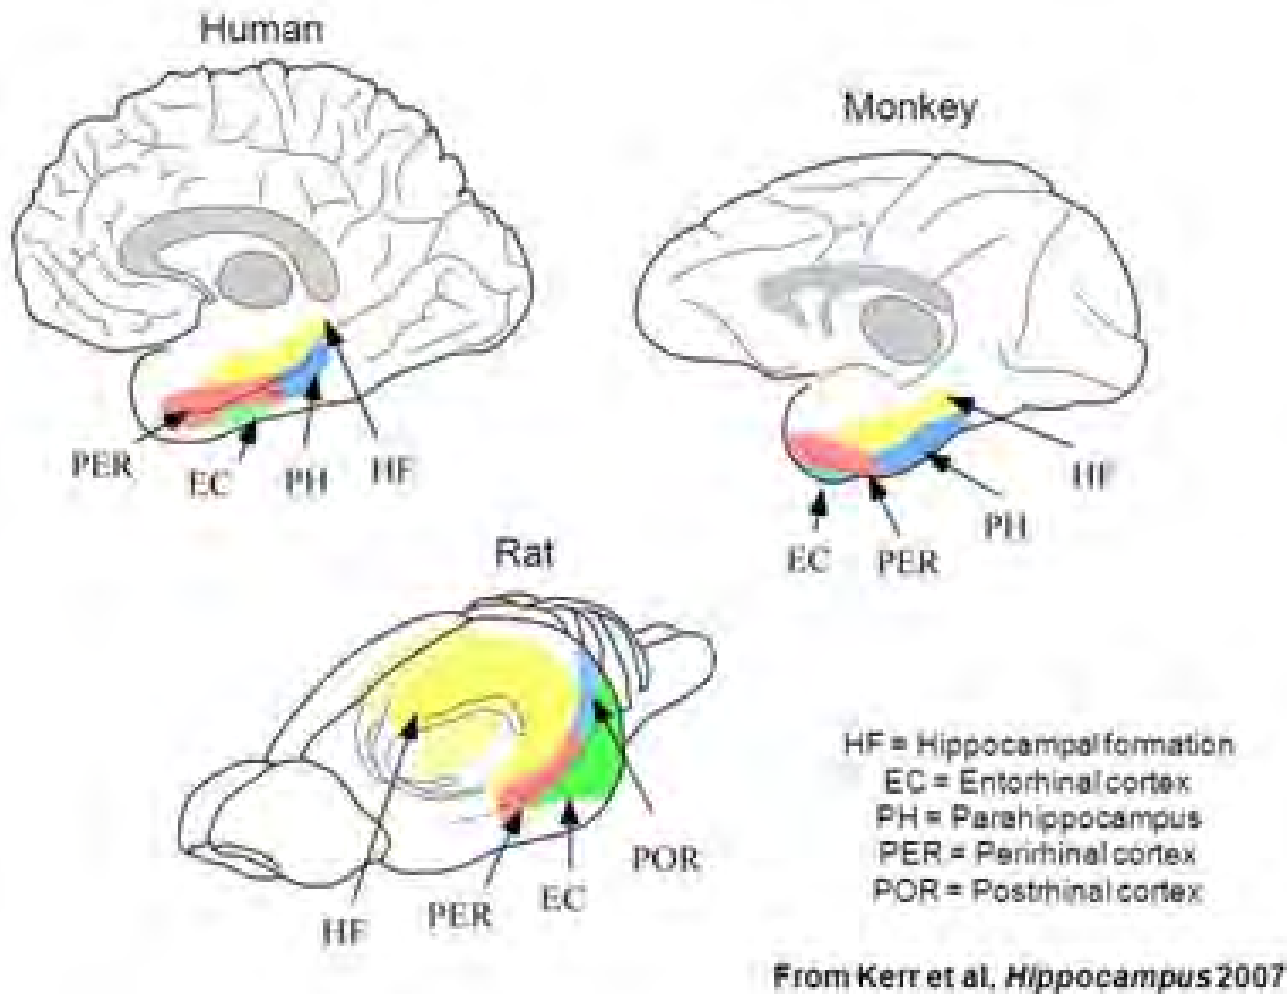 Human
Monkey
PER
EC
PH
HF
HF
PH
EC
PER
Rat
POR
EC
PER
HF
HF = Hippocampal formation
EC = Entorhinal cortex
PH = Parahippocampus
PER = Perirhinal cortex
POR = Postrhinal cortex
From Kerr et al, Hippocampus 2007